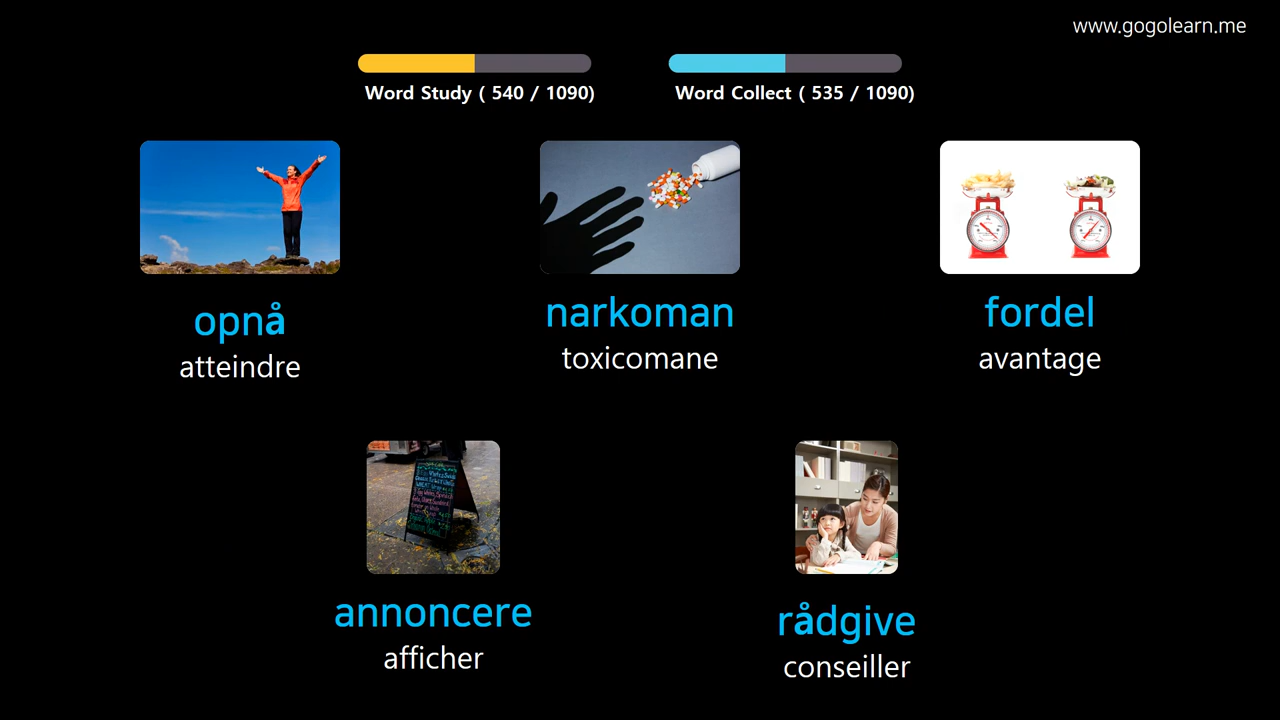 www.gogolearn.me
Word Study ( 540 / 1090)
Word Collect ( 535 / 1090)
opnå
atteindre
narkoman
toxicomane
fordel
avantage
annoncere
afficher
rådgive
conseiller